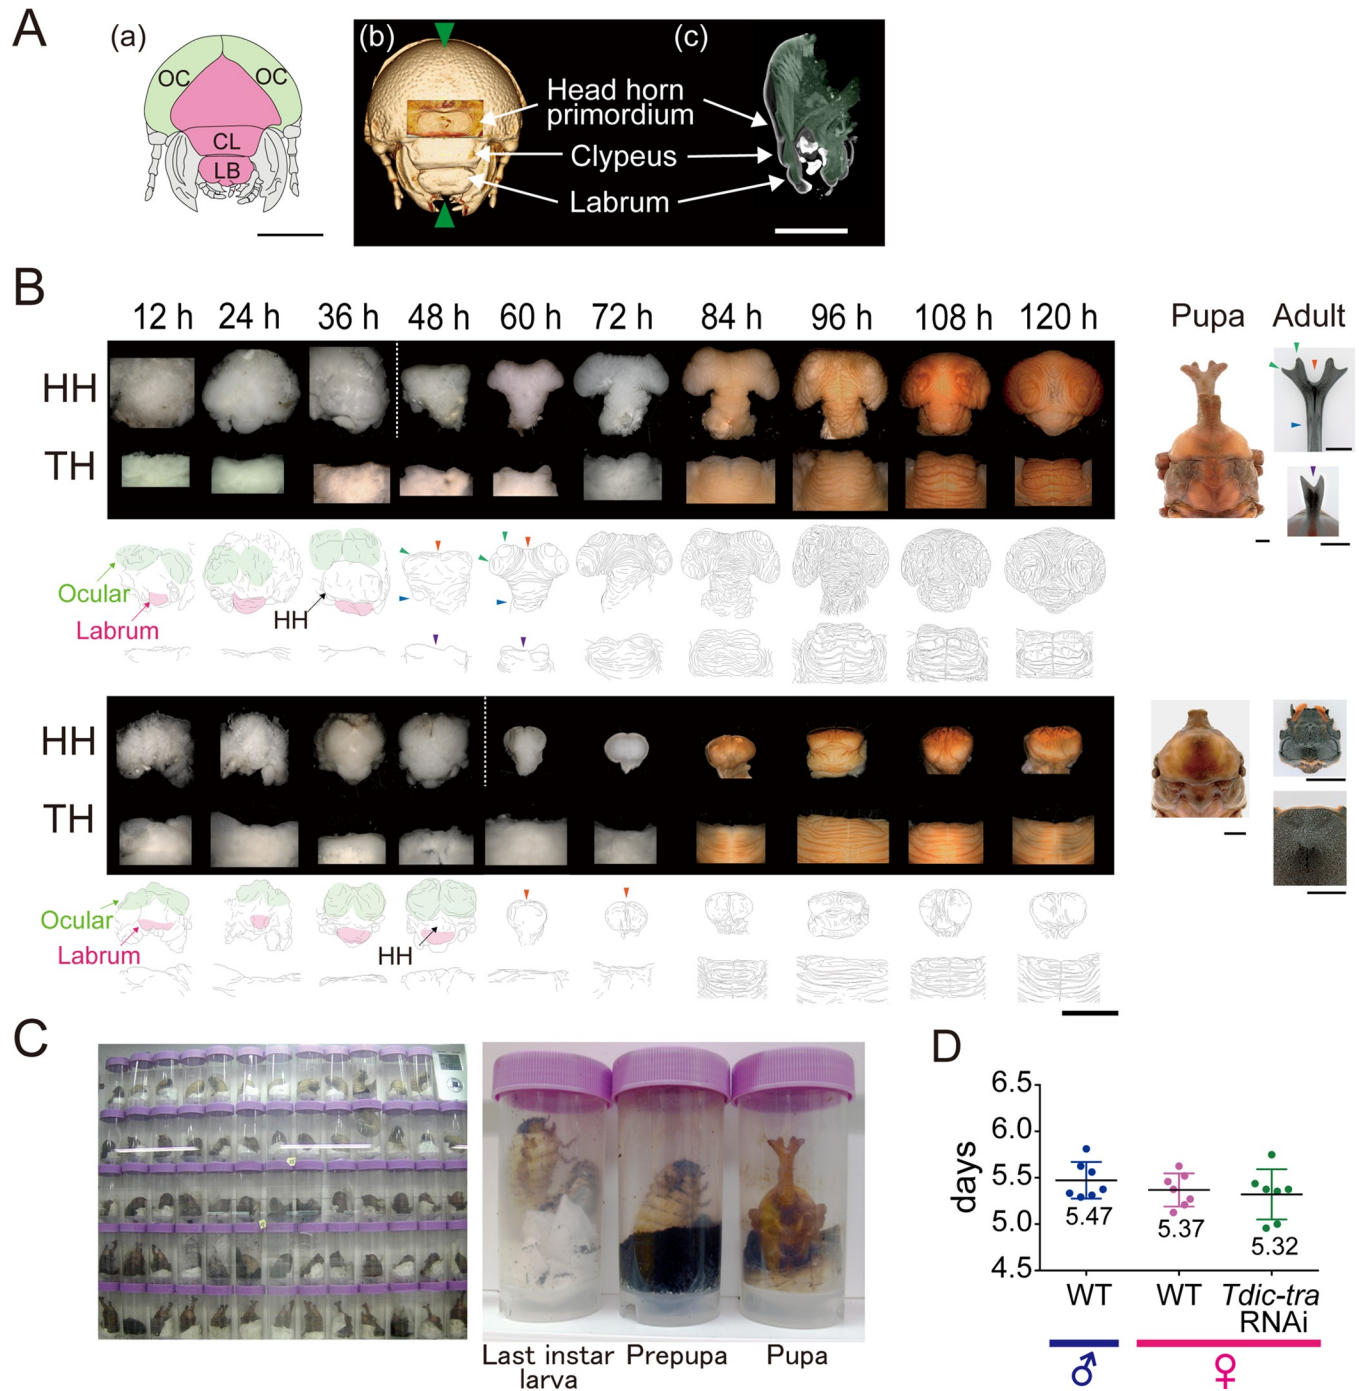 A
(a)
OC
OC
CL
LB
(b)
(c)
Head horn
primordium
Clypeus
Labrum
B
12 h
24 h
36 h
48 h
60 h
72 h
84 h
96 h
108 h
120 h
Pupa
Adult
HH
TH
Ocular
Labrum
HH
HH
TH
Ocular
Labrum
HH
C
Last instar
larva
Prepupa
Pupa
D
days
6.5
6.0
5.5
5.0
4.5
5.47
5.37
5.32
WT
WT
Tdic-tra
RNAi
♂
♀